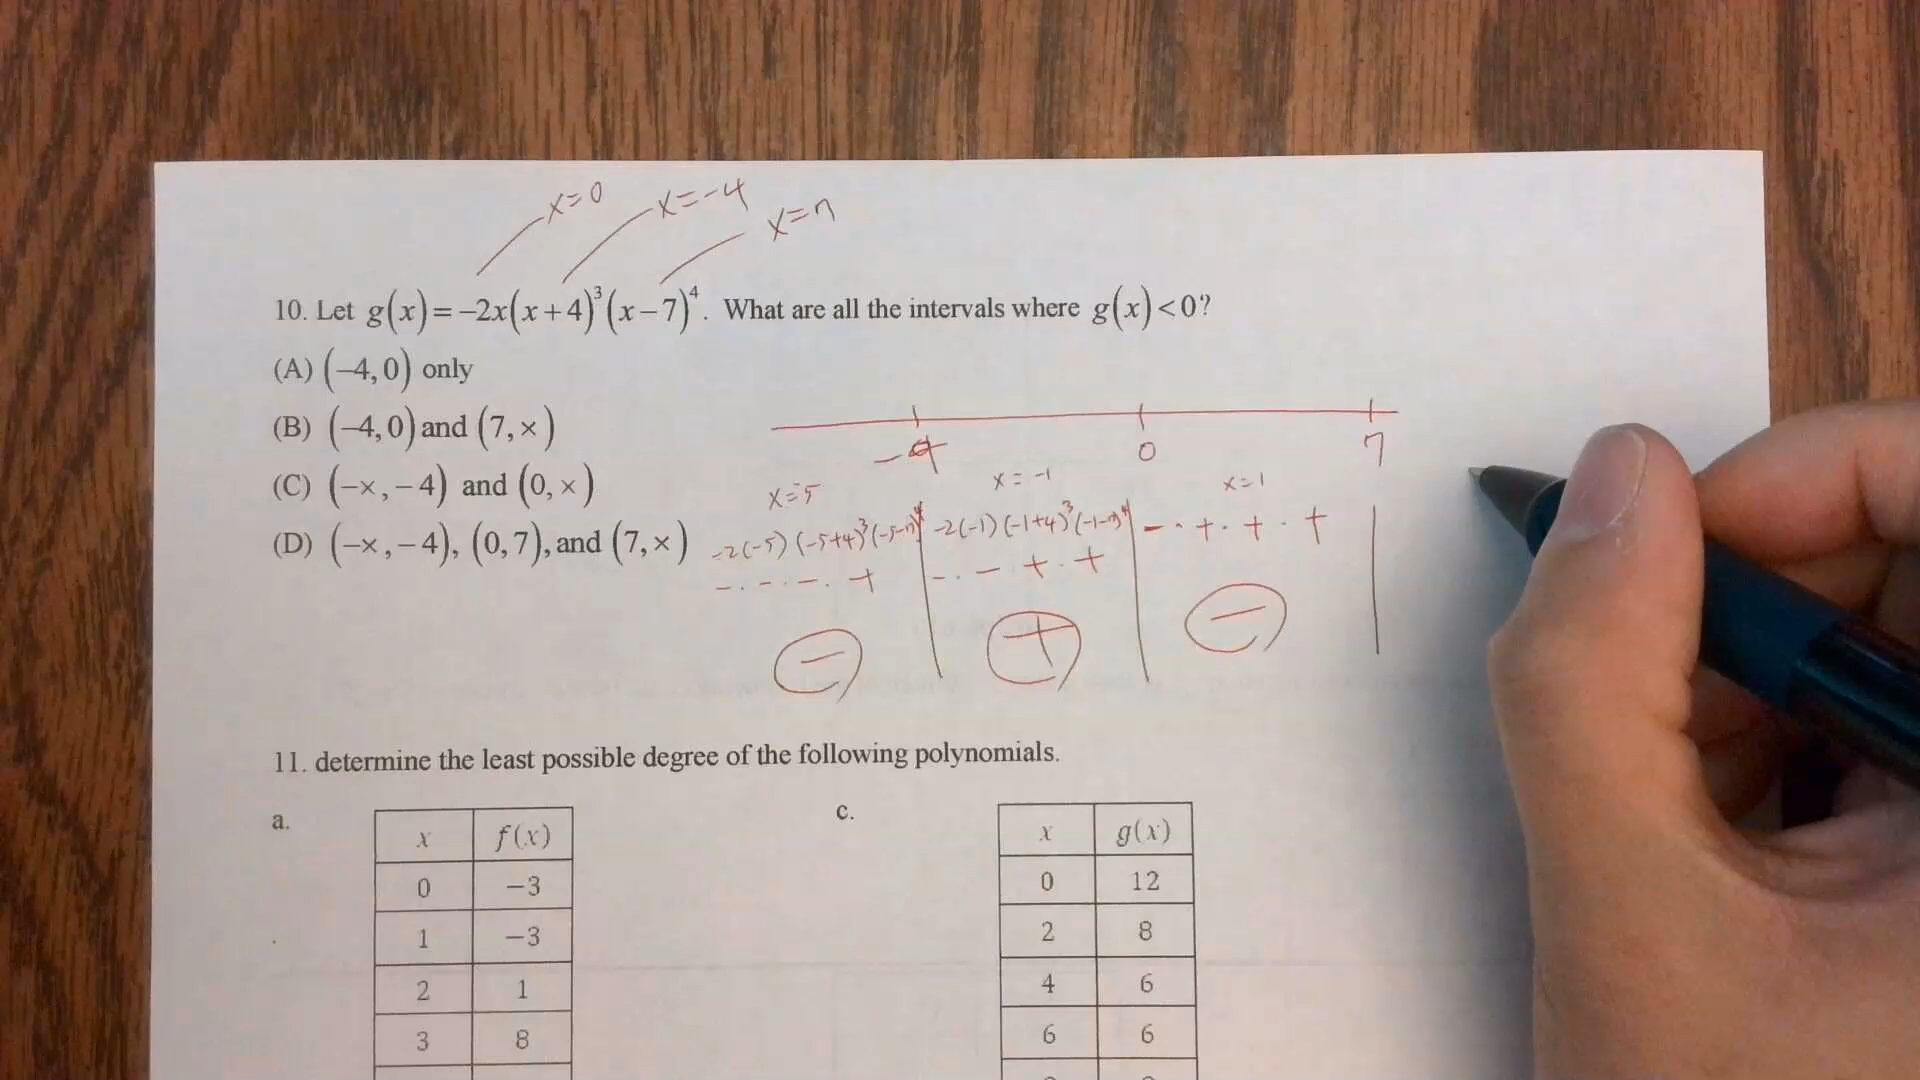 x=0
x=-4
x=7
10. Let g(x)=-2x(x+4)³(x-7)⁴. What are all the intervals where g(x)<0?
(A) (-4,0) only
(B) (-4,0) and (7,×)
(C) (-×,-4) and (0,×)
(D) (-×,-4), (0,7), and (7,×)
-4 0 7
x=-5 x=-1 x=1
-2(-5)(-5+4)³(-5-7)⁴ -2(-1)(-1+4)³(-1-7)⁴ - · + · + · +
- · - · - · + - · - + · +
- + -
11. determine the least possible degree of the following polynomials.
a.
x f(x)
0 -3
1 -3
2 1
3 8
c.
x g(x)
0 12
2 8
4 6
6 6